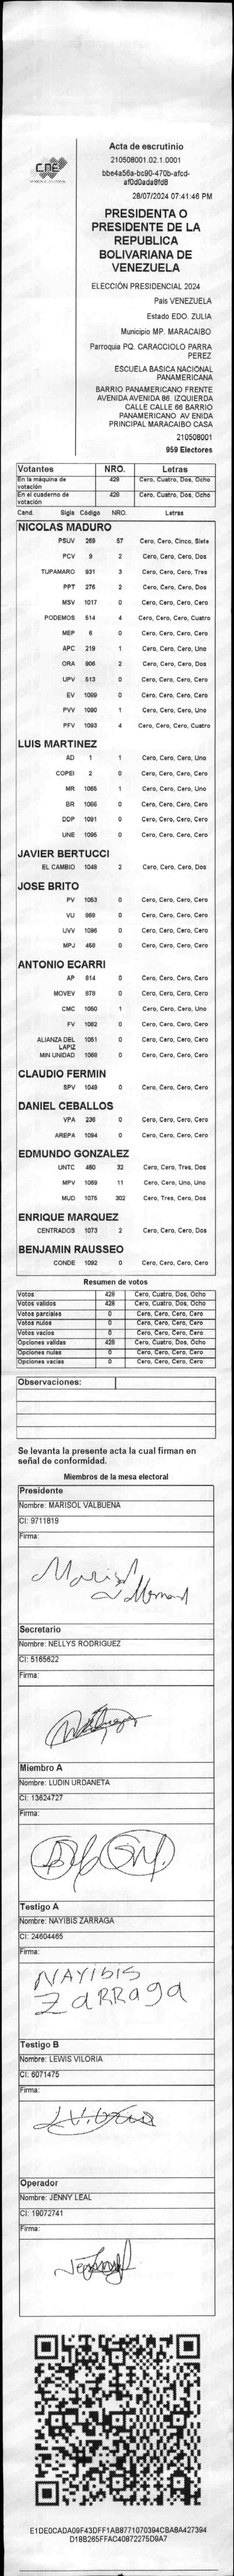 Acta de escrutinio
210508001.02.1.0001
bbe4a56a-bc90-470b-afcd-
af0d0ada8fd8
28/07/2024 07:41:46 PM
CNE
PRESIDENTA O
PRESIDENTE DE LA
REPUBLICA
BOLIVARIANA DE
VENEZUELA
ELECCIÓN PRESIDENCIAL 2024
País VENEZUELA
Estado EDO. ZULIA
Municipio MP. MARACAIBO
Parroquia PQ. CARACCIOLO PARRA
PEREZ
ESCUELA BÁSICA NACIONAL
PANAMERICANA
BARRIO PANAMERICANO FRENTE
AVENIDA AVENIDA 86. IZQUIERDA
CALLE CALLE 66 BARRIO
PANAMERICANO AV ENIDA
PRINCIPAL MARACAIBO CASA
210508001
959 Electores
Votantes NRO. Letras
En la máquina de votación 428 Cero, Cuatro, Dos, Ocho
En el cuaderno de votación 428 Cero, Cuatro, Dos, Ocho
Cand. Sigla Código NRO. Letras
NICOLAS MADURO
PSUV 269 57 Cero, Cero, Cinco, Siete
PCV 9 2 Cero, Cero, Cero, Dos
TUPAMARO 931 3 Cero, Cero, Cero, Tres
PPT 276 2 Cero, Cero, Cero, Dos
MSV 1017 0 Cero, Cero, Cero, Cero
PODEMOS 514 4 Cero, Cero, Cero, Cuatro
MEP 6 0 Cero, Cero, Cero, Cero
APC 219 1 Cero, Cero, Cero, Uno
ORA 906 2 Cero, Cero, Cero, Dos
UPV 513 0 Cero, Cero, Cero, Cero
EV 1089 0 Cero, Cero, Cero, Cero
PVV 1090 1 Cero, Cero, Cero, Uno
PFV 1093 4 Cero, Cero, Cero, Cuatro
LUIS MARTINEZ
AD 1 1 Cero, Cero, Cero, Uno
COPEI 2 0 Cero, Cero, Cero, Cero
MR 1065 1 Cero, Cero, Cero, Uno
BR 1066 0 Cero, Cero, Cero, Cero
DDP 1091 0 Cero, Cero, Cero, Cero
UNE 1095 0 Cero, Cero, Cero, Cero
JAVIER BERTUCCI
EL CAMBIO 1048 2 Cero, Cero, Cero, Dos
JOSE BRITO
PV 1053 0 Cero, Cero, Cero, Cero
VU 968 0 Cero, Cero, Cero, Cero
UVV 1096 0 Cero, Cero, Cero, Cero
MPJ 458 0 Cero, Cero, Cero, Cero
ANTONIO ECARRI
AP 814 0 Cero, Cero, Cero, Cero
MOVEV 978 0 Cero, Cero, Cero, Cero
CMC 1050 1 Cero, Cero, Cero, Uno
FV 1062 0 Cero, Cero, Cero, Cero
ALIANZA DEL LAPIZ 1051 0 Cero, Cero, Cero, Cero
MIN UNIDAD 1068 0 Cero, Cero, Cero, Cero
CLAUDIO FERMIN
SPV 1049 0 Cero, Cero, Cero, Cero
DANIEL CEBALLOS
VPA 236 0 Cero, Cero, Cero, Cero
AREPA 1094 0 Cero, Cero, Cero, Cero
EDMUNDO GONZALEZ
UNTC 460 32 Cero, Cero, Tres, Dos
MPV 1069 11 Cero, Cero, Uno, Uno
MUD 1075 302 Cero, Tres, Cero, Dos
ENRIQUE MARQUEZ
CENTRADOS 1073 2 Cero, Cero, Cero, Dos
BENJAMIN RAUSSEO
CONDE 1092 0 Cero, Cero, Cero, Cero
Resumen de votos
Votos 428 Cero, Cuatro, Dos, Ocho
Votos validos 428 Cero, Cuatro, Dos, Ocho
Votos parciales 0 Cero, Cero, Cero, Cero
Votos nulos 0 Cero, Cero, Cero, Cero
Votos vacíos 0 Cero, Cero, Cero, Cero
Opciones validas 428 Cero, Cuatro, Dos, Ocho
Opciones nulas 0 Cero, Cero, Cero, Cero
Opciones vacias 0 Cero, Cero, Cero, Cero
Observaciones:
Se levanta la presente acta la cual firman en
señal de conformidad.
Miembros de la mesa electoral
Presidente
Nombre: MARISOL VALBUENA
CI: 9711819
Firma:
Secretario
Nombre: NELLYS RODRIGUEZ
CI: 5165622
Firma:
Miembro A
Nombre: LUDIN URDANETA
CI: 13624727
Firma:
Testigo A
Nombre: NAYIBIS ZARRAGA
CI: 24604465
Firma:
NAYibiS
ZaRRaga
Testigo B
Nombre: LEWIS VILORIA
CI: 6071475
Firma:
Operador
Nombre: JENNY LEAL
CI: 19072741
Firma:
E1DE0CADA09F43DFF1AB8771070394CBA8A427394
D18B265FFAC40872275D9A7